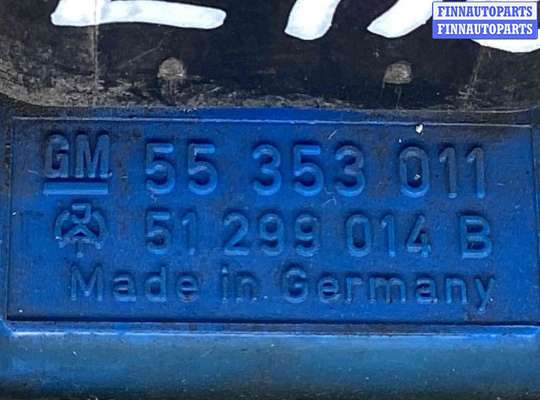 FINNAUTOPARTS
FINNAUTOPARTS
GM 55 353 011
51 299 014 B
Made in Germany